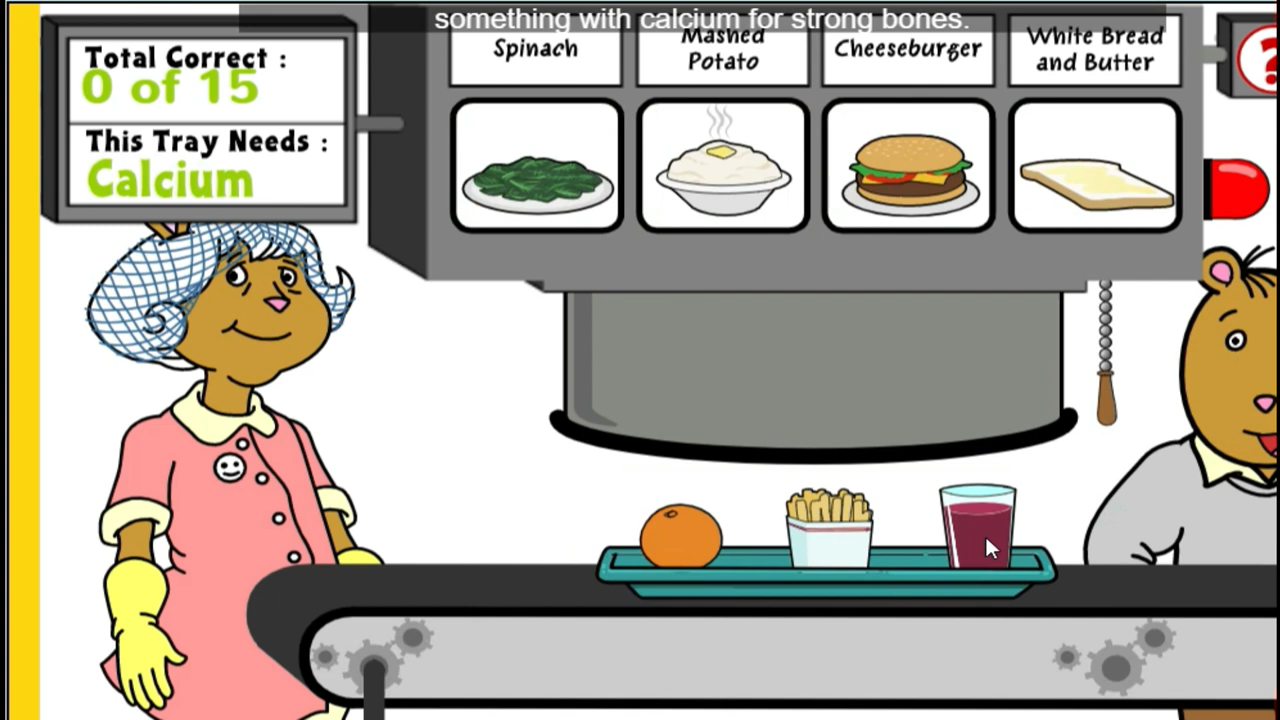 something with calcium for strong bones.
Total Correct :
0 of 15
This Tray Needs :
Calcium
Spinach
Mashed
Potato
Cheeseburger
White Bread
and Butter
?